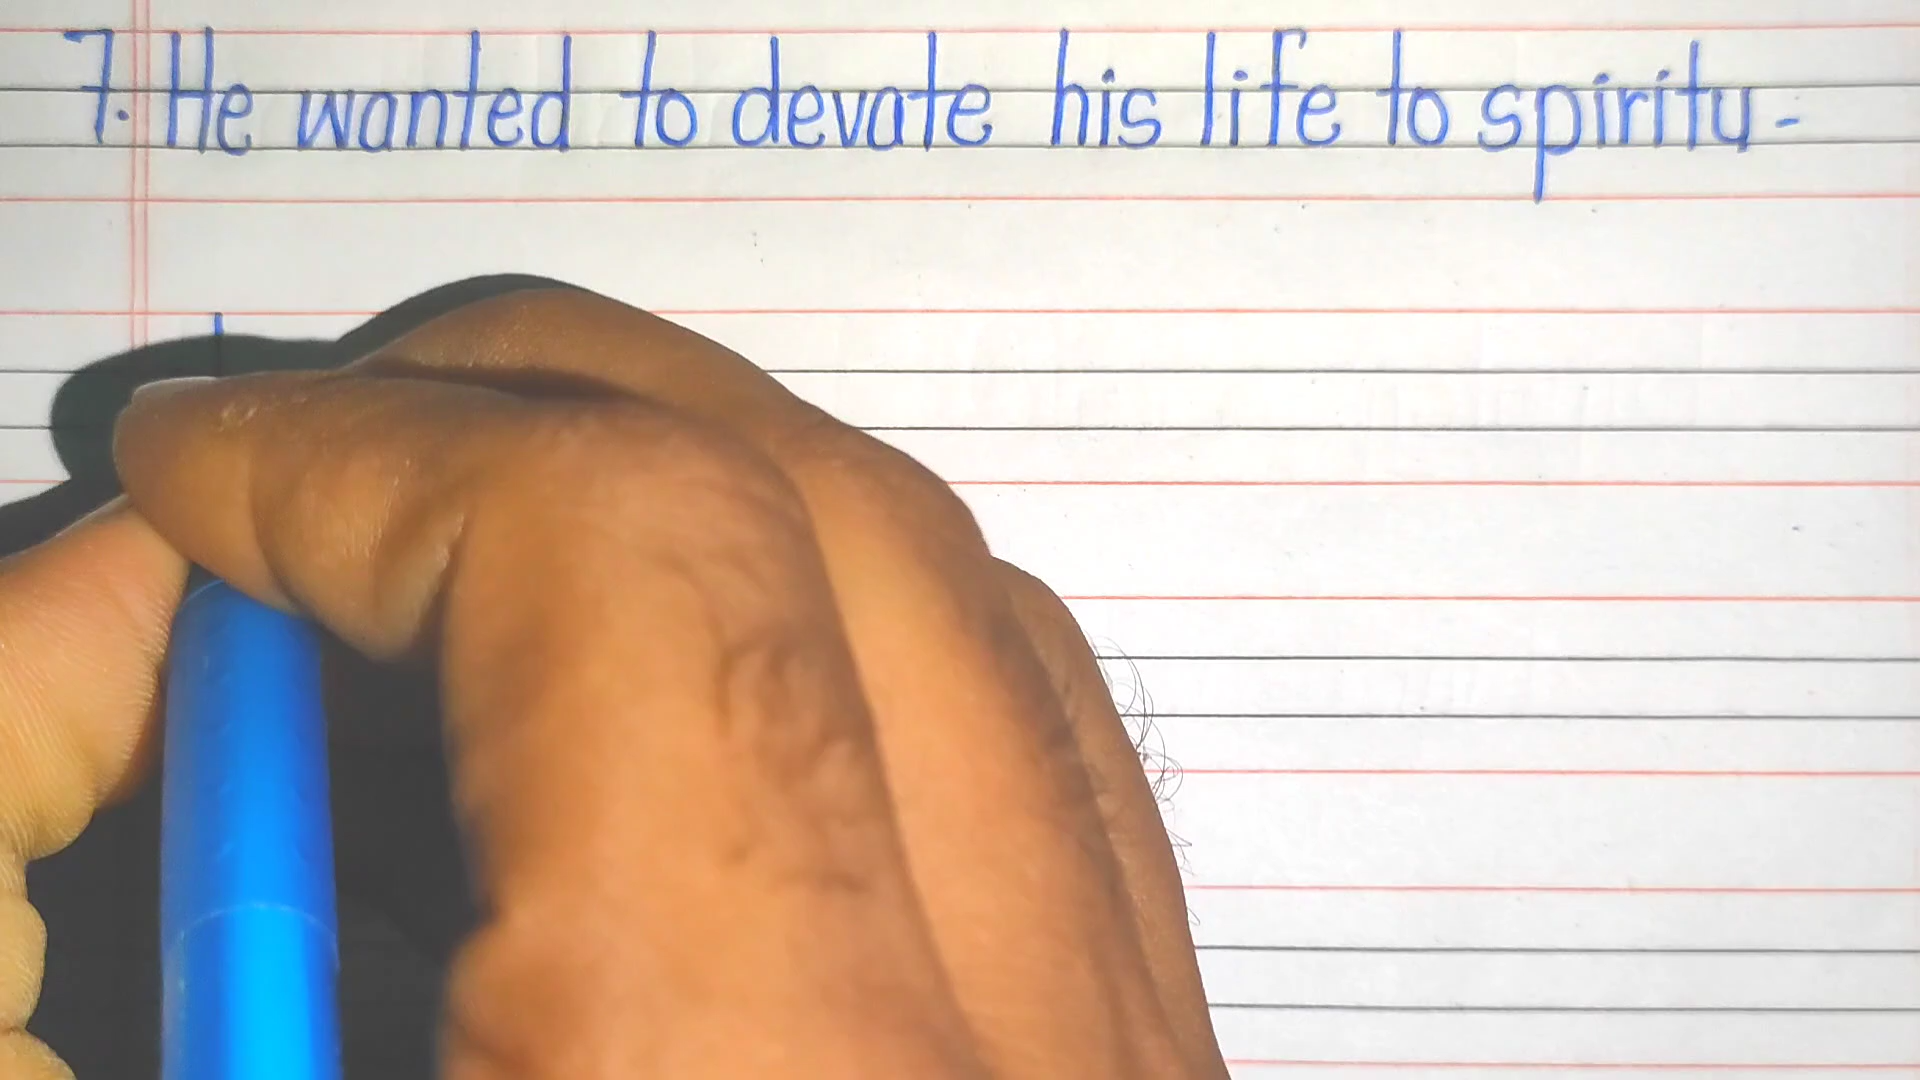 7. He wanted to devate his life to spiritu-